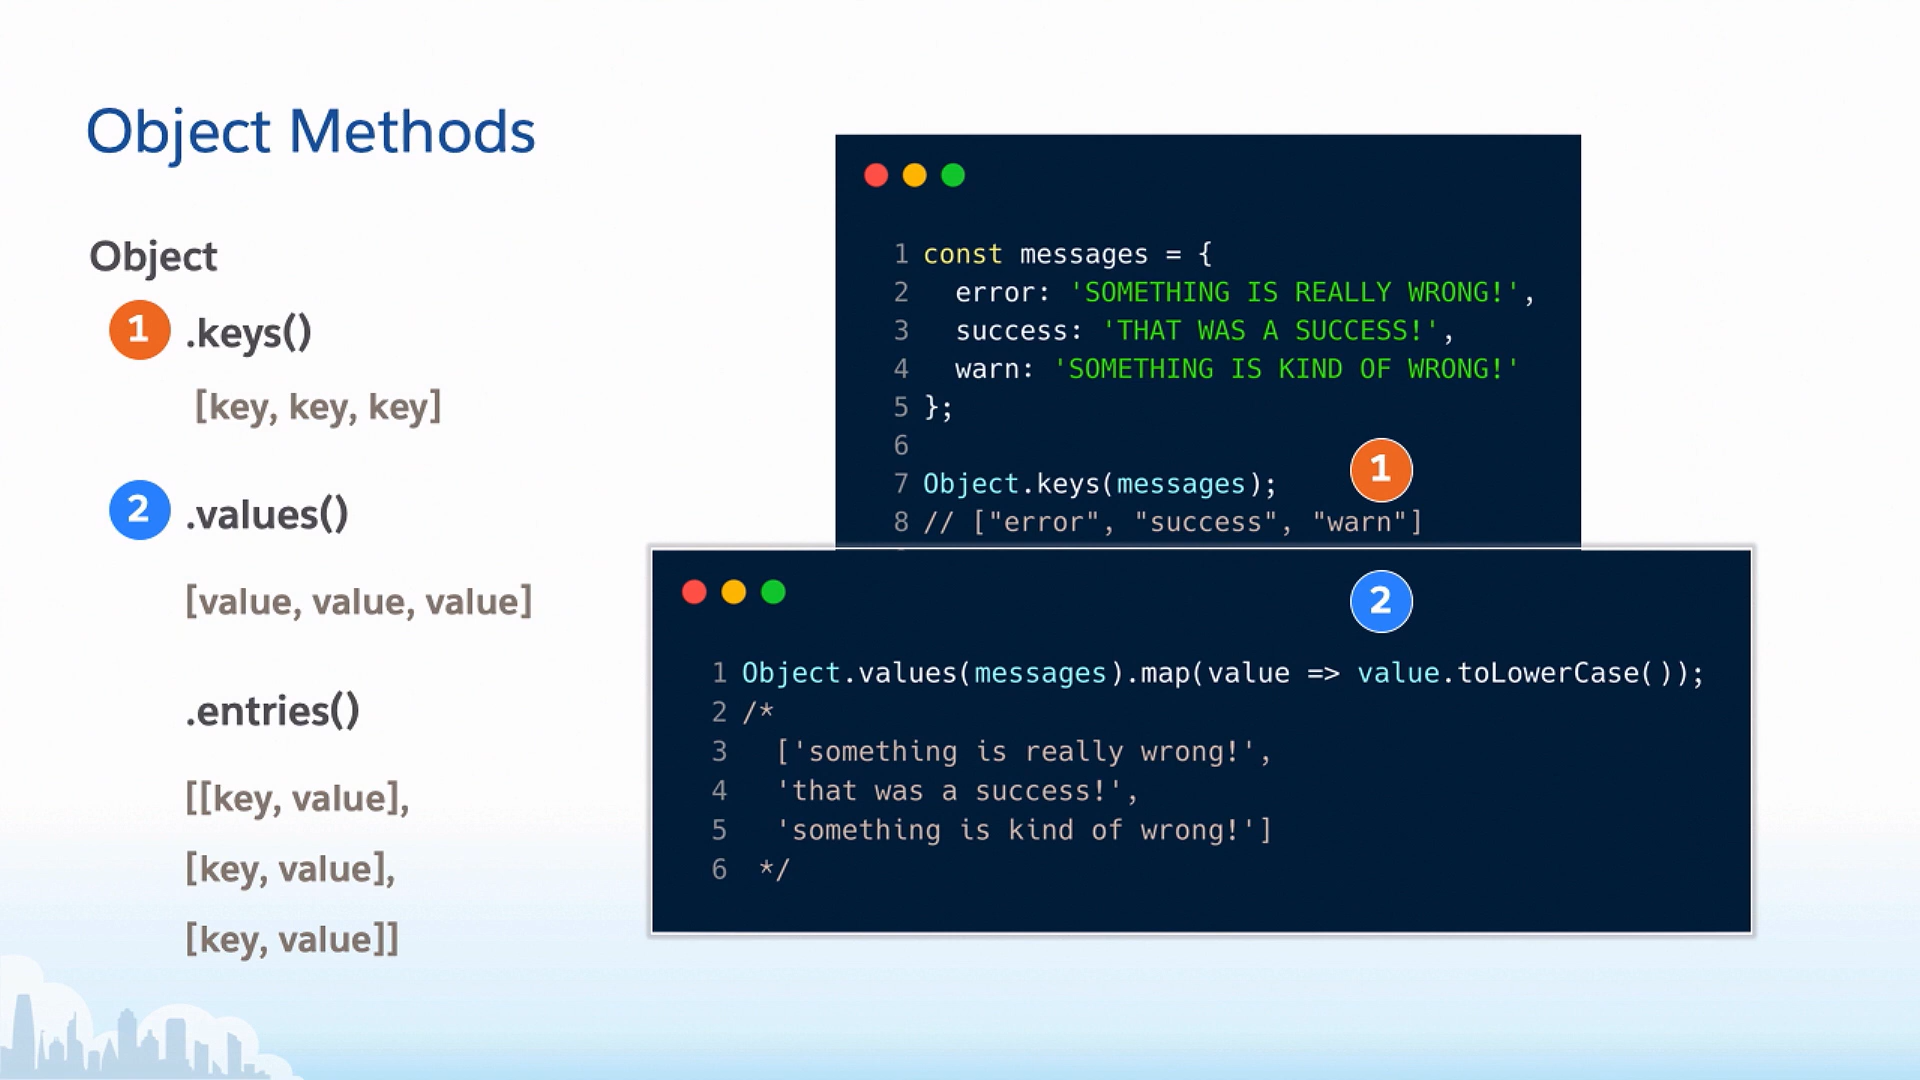 Object Methods
Object
1 .keys()
[key, key, key]
2 .values()
[value, value, value]
.entries()
[[key, value],
[key, value],
[key, value]]
1 const messages = {
2   error: 'SOMETHING IS REALLY WRONG!',
3   success: 'THAT WAS A SUCCESS!',
4   warn: 'SOMETHING IS KIND OF WRONG!'
5 };
6
1
7 Object.keys(messages);
8 // ["error", "success", "warn"]
2
1 Object.values(messages).map(value => value.toLowerCase());
2 /*
3   ['something is really wrong!',
4   'that was a success!',
5   'something is kind of wrong!']
6  */